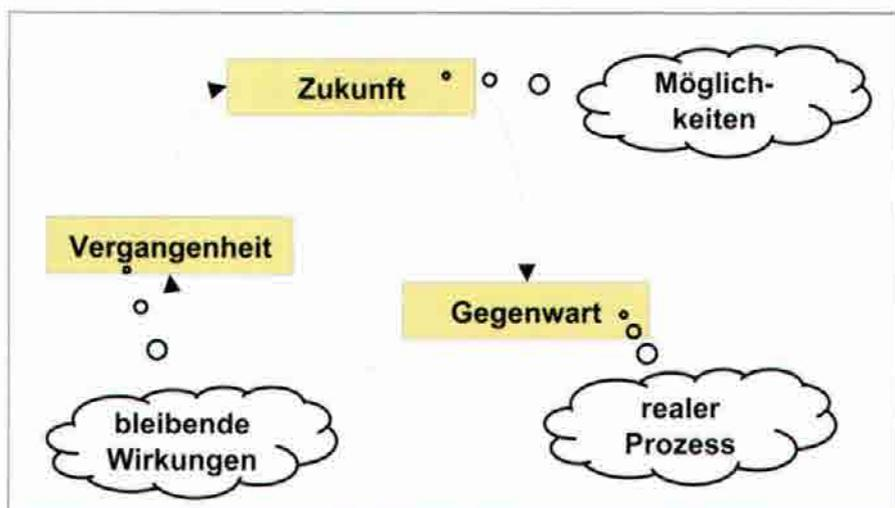 Zukunft
Möglich-
keiten
Vergangenheit
Gegenwart
bleibende
Wirkungen
realer
Prozess